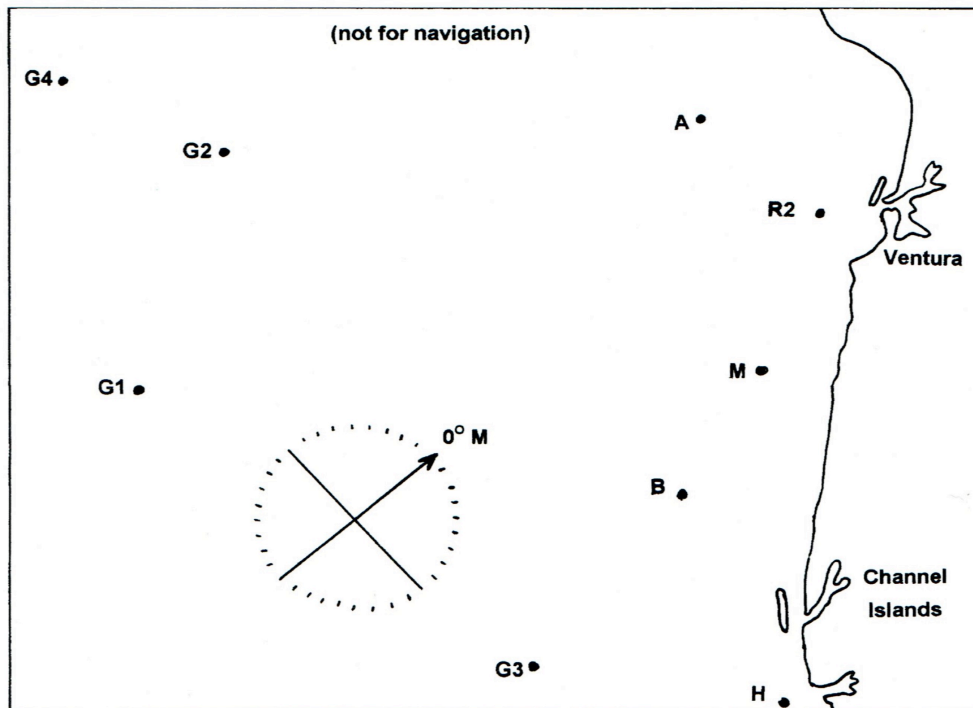 (not for navigation)
G4
A
G2
R2
Ventura
M
G1
0° M
B
Channel
Islands
G3
H